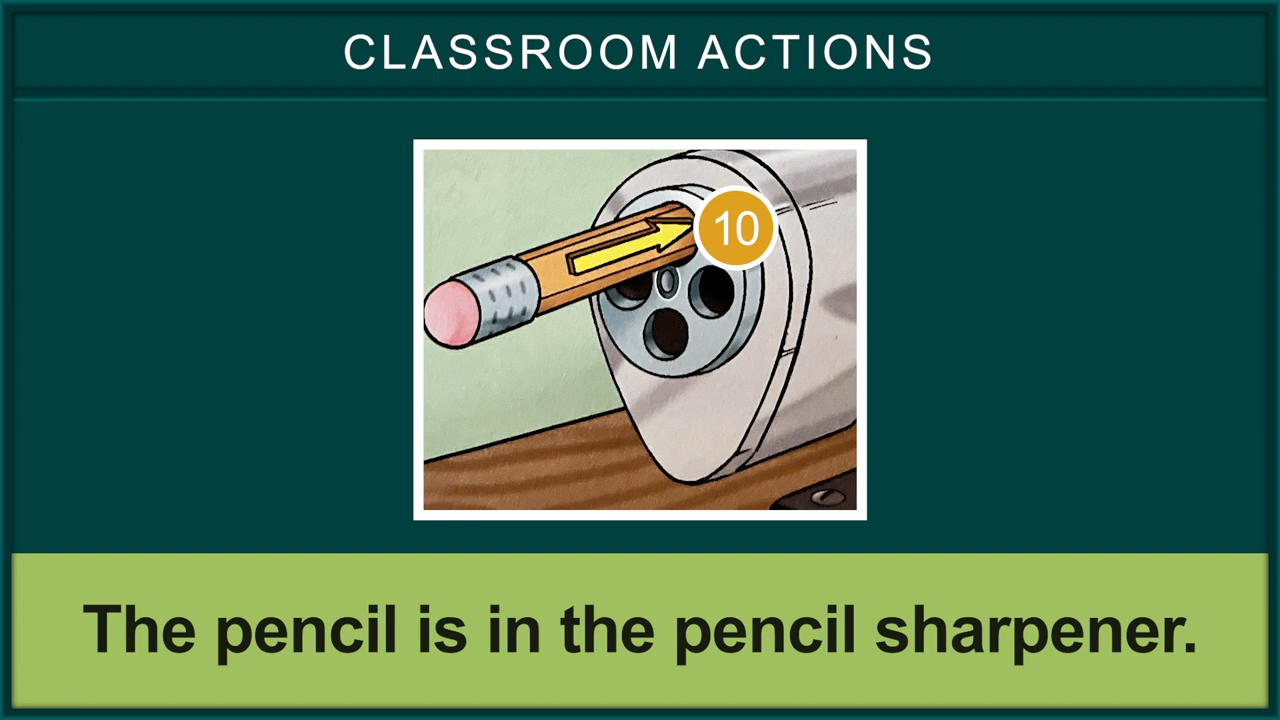 CLASSROOM ACTIONS
10
The pencil is in the pencil sharpener.